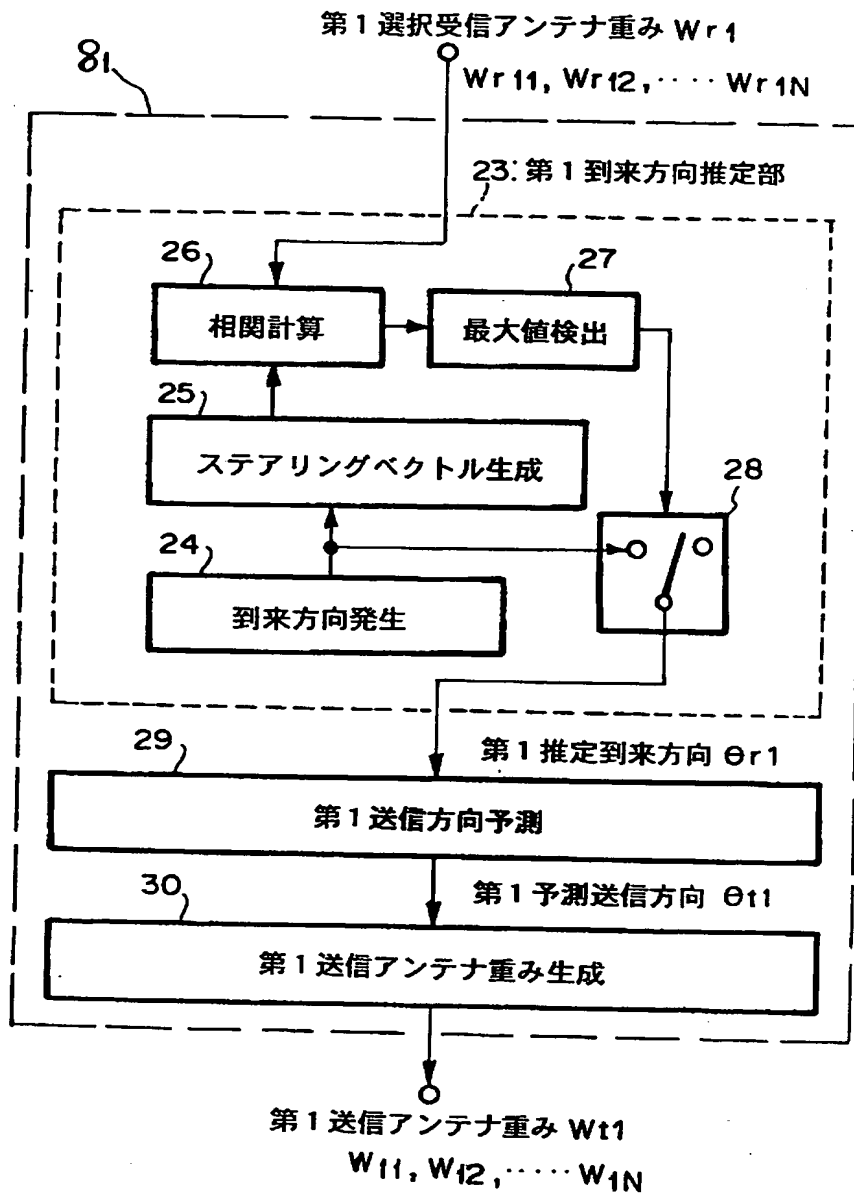 第1選択受信アンテナ重み Wr1
Wr11, Wr12, ‥‥ Wr1N
81
23:第1到来方向推定部
26
27
相関計算
最大値検出
25
ステアリングベクトル生成
28
24
到来方向発生
第1推定到来方向 θr1
29
第1送信方向予測
第1予測送信方向 θt1
30
第1送信アンテナ重み生成
第1送信アンテナ重み Wt1
W11, W12, ‥‥‥ W1N